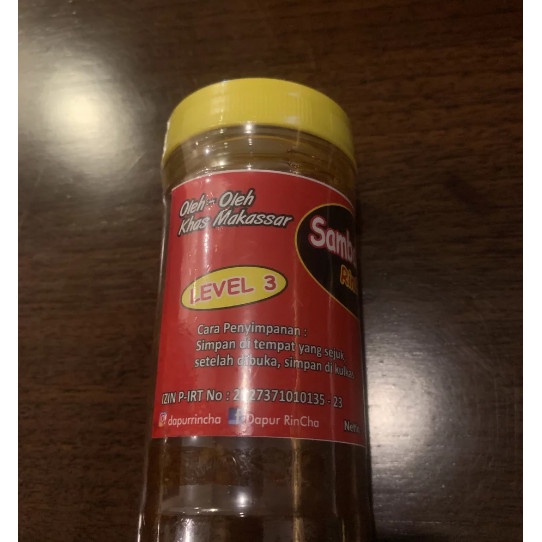 Oleh - Oleh
Khas Makassar
LEVEL 3
Cara Penyimpanan :
Simpan di tempat yang sejuk
setelah dibuka, simpan di kulkas
IZIN P-IRT No : 2027371010135 - 23
dapurrincha Dapur RinCha